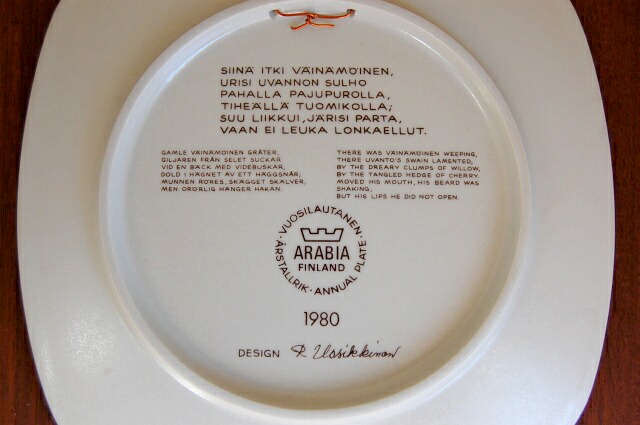 SIINÄ ITKI VÄINÄMÖINEN,
URISI UVANNON SULHO
PAHALLA PAJUPUROLLA,
TIHEÄLLÄ TUOMIKOLLA;
SUU LIIKKUI, JÄRISI PARTA,
VAAN EI LEUKA LONKAELLUT.
GAMLE VÄINÄMÖINEN GRÅTER,
GILJAREN FRÅN SELET SUCKAR
VID EN BÄCK MED VIDEBUSKAR,
DOLD I HÄGNET AV ETT HÄGGSNÅR;
MUNNEN RÖRES, SKÄGGET SKÄLVER,
MEN ORÖRLIG HÄNGER HAKAN.
THERE WAS VÄINÄMÖINEN WEEPING,
THERE UVANTO'S SWAIN LAMENTED,
BY THE DREARY CLUMPS OF WILLOW,
BY THE TANGLED HEDGE OF CHERRY.
MOVED HIS MOUTH, HIS BEARD WAS
SHAKING,
BUT HIS LIPS HE DID NOT OPEN.
· VUOSILAUTANEN ·
ARABIA
FINLAND
ÅRSTALLRIK · ANNUAL PLATE
1980
DESIGN R. Uosikkinen